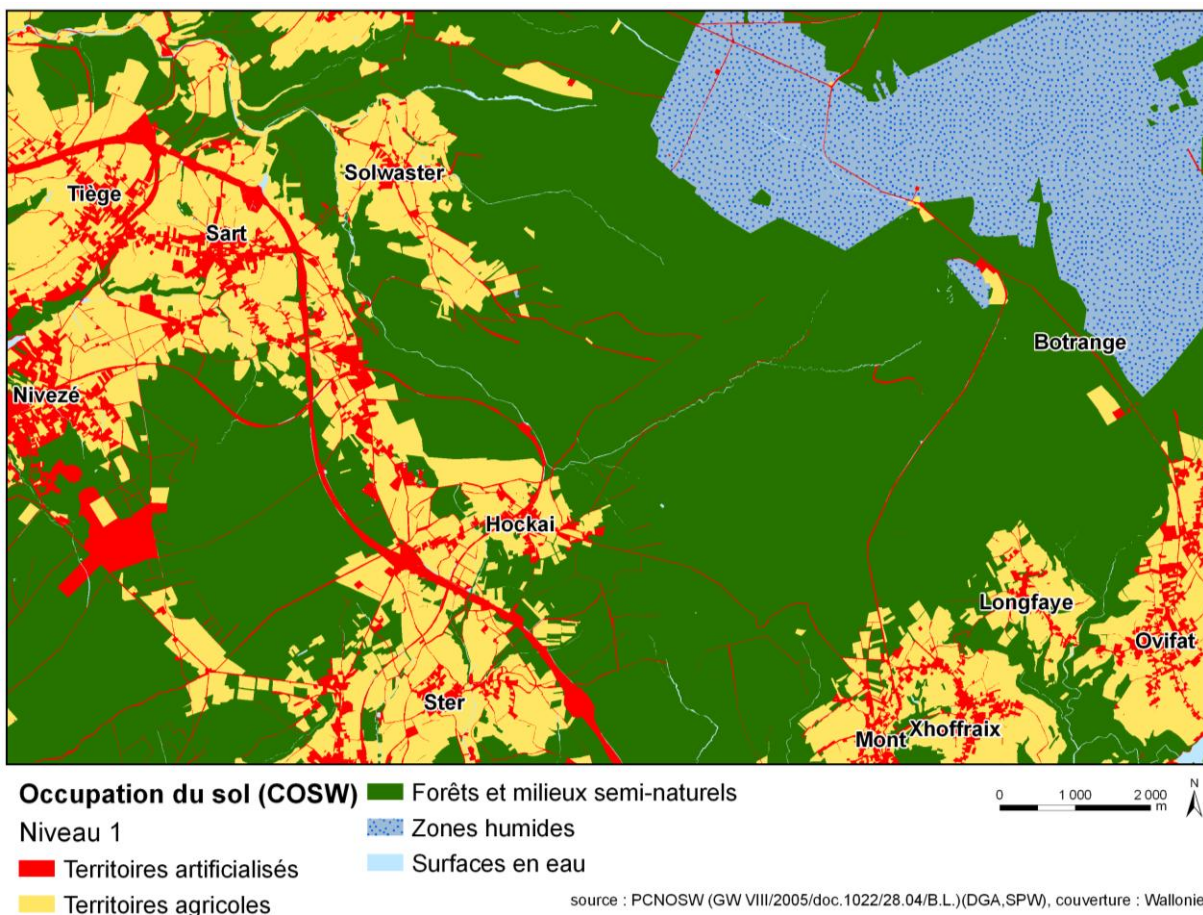 Solwaster
Tiège
Sart
Botrange
Nivezé
Hockai
Longfaye
Ovifat
Ster
Mont
Xhoffraix
Occupation du sol (COSW)
Niveau 1
Territoires artificialisés
Territoires agricoles
Forêts et milieux semi-naturels
Zones humides
Surfaces en eau
0 1 000 2 000
m
N
source : PCNOSW (GW VIII/2005/doc.1022/28.04/B.L.)(DGA,SPW), couverture : Wallonie